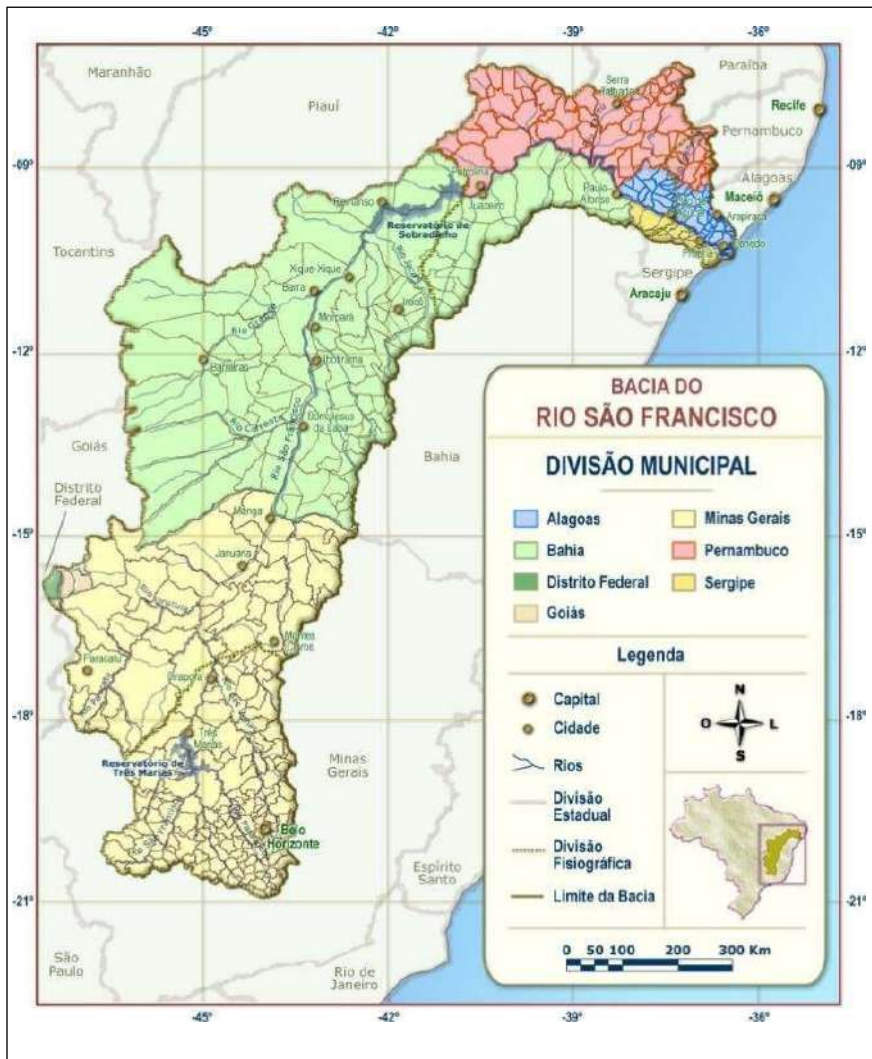 -45°
-42°
-39°
-36°
Maranhão
Piauí
Paraíba
Serra
Talhada
Recife
Pernambuco
-09°
-09°
Petrolina
Alagoas
Maceió
Remanso
Juazeiro
Paulo
Afonso
Arapiraca
Reservatório de
Sobradinho
Penedo
Tocantins
Xique-Xique
Sergipe
Aracaju
Barra
Irecê
Rio Grande
Morpará
-12°
-12°
Ibotirama
Barreiras
Rio Corrente
Bom Jesus
da Lapa
Rio São Francisco
Goiás
Bahia
Distrito
Federal
Manga
-15°
-15°
Januária
Montes
Claros
Paracatu
Pirapora
Rio Paracatu
-18°
-18°
Três
Marias
Reservatório de
Três Marias
Minas
Gerais
Belo
Horizonte
Espírito
Santo
-21°
-21°
São
Paulo
Rio de
Janeiro
-45°
-42°
-39°
-36°
BACIA DO
RIO SÃO FRANCISCO
DIVISÃO MUNICIPAL
Alagoas
Minas Gerais
Bahia
Pernambuco
Distrito Federal
Sergipe
Goiás
Legenda
Capital
Cidade
Rios
Divisão
Estadual
Divisão
Fisiográfica
Limite da Bacia
N
O
L
S
0 50 100 200 300 Km